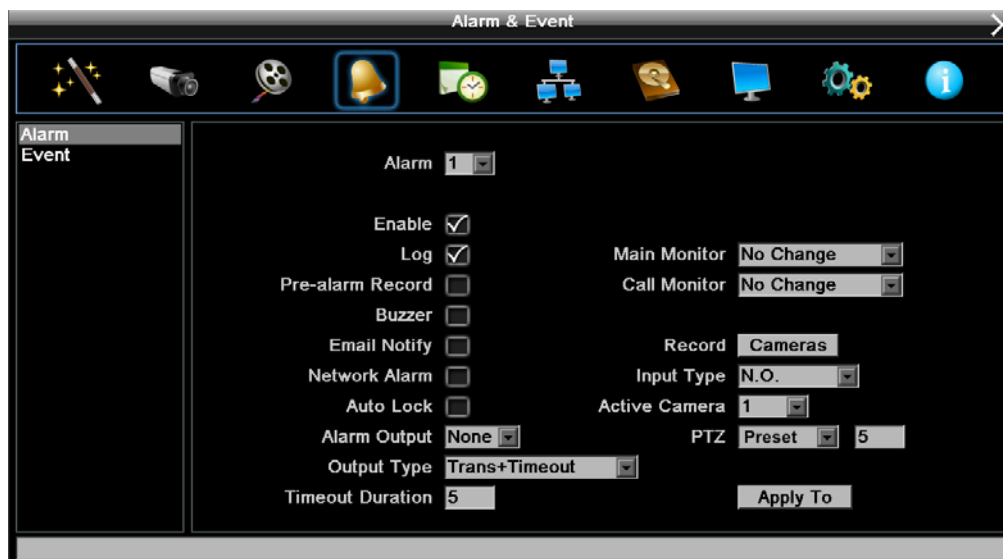 Alarm & Event
Alarm
Event
Alarm 1
Enable
Log Main Monitor No Change
Pre-alarm Record Call Monitor No Change
Buzzer
Email Notify Record Cameras
Network Alarm Input Type N.O.
Auto Lock Active Camera 1
Alarm Output None PTZ Preset 5
Output Type Trans+Timeout
Timeout Duration 5 Apply To